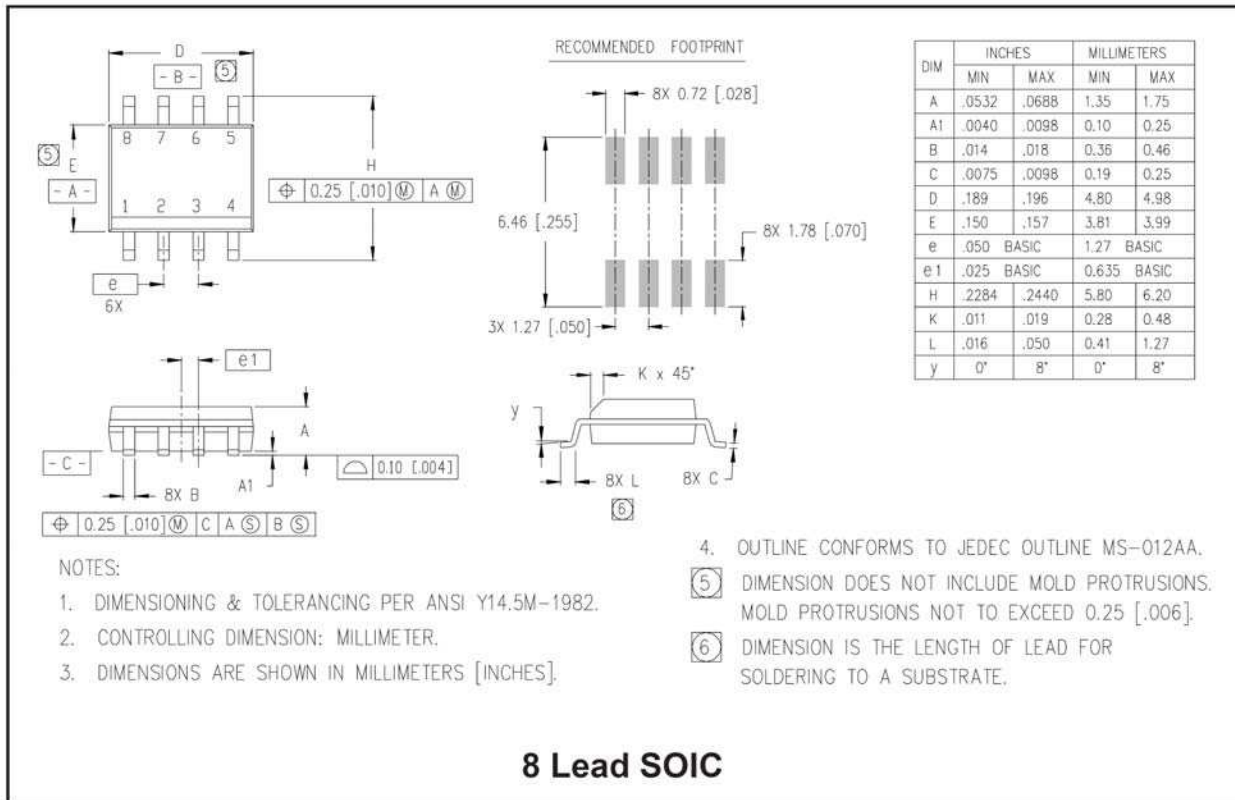 D
- B -
5
8 7 6 5
5
E
H
- A -
⌖ 0.25 [.010] Ⓜ A Ⓜ
1 2 3 4
e
6X
RECOMMENDED FOOTPRINT
8X 0.72 [.028]
6.46 [.255]
8X 1.78 [.070]
3X 1.27 [.050]
DIM INCHES MILLIMETERS
MIN MAX MIN MAX
A .0532 .0688 1.35 1.75
A1 .0040 .0098 0.10 0.25
B .014 .018 0.36 0.46
C .0075 .0098 0.19 0.25
D .189 .196 4.80 4.98
E .150 .157 3.81 3.99
e .050 BASIC 1.27 BASIC
e1 .025 BASIC 0.635 BASIC
H .2284 .2440 5.80 6.20
K .011 .019 0.28 0.48
L .016 .050 0.41 1.27
y 0° 8° 0° 8°
e1
A
- C -
8X B
A1
⌓ 0.10 [.004]
⌖ 0.25 [.010] Ⓜ C A Ⓢ B Ⓢ
K x 45°
y
8X L
8X C
6
NOTES:
1. DIMENSIONING & TOLERANCING PER ANSI Y14.5M-1982.
2. CONTROLLING DIMENSION: MILLIMETER.
3. DIMENSIONS ARE SHOWN IN MILLIMETERS [INCHES].
4. OUTLINE CONFORMS TO JEDEC OUTLINE MS-012AA.
5 DIMENSION DOES NOT INCLUDE MOLD PROTRUSIONS.
MOLD PROTRUSIONS NOT TO EXCEED 0.25 [.006].
6 DIMENSION IS THE LENGTH OF LEAD FOR
SOLDERING TO A SUBSTRATE.
8 Lead SOIC